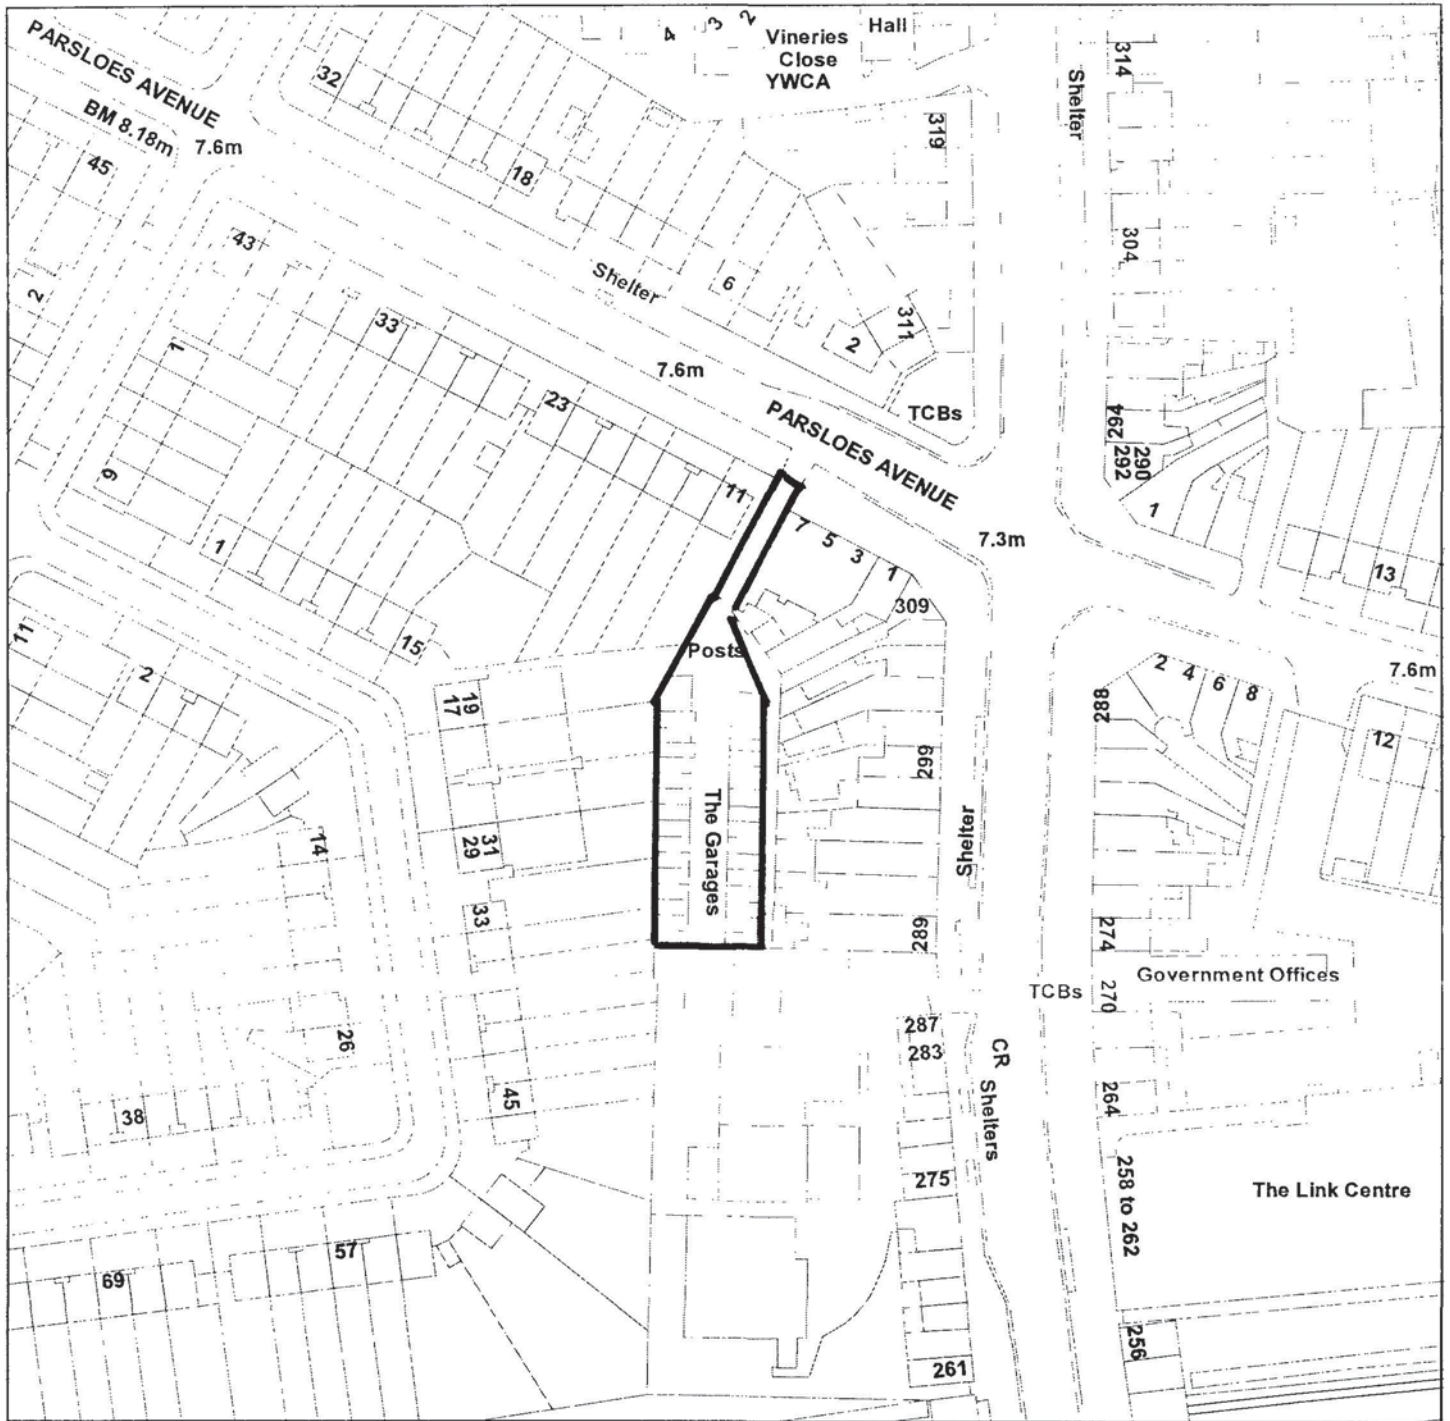 PARSLOES AVENUE
BM 8.18m
7.6m
45
2
32
18
4
3
2
Vineries
Close
YWCA
Hall
319
Shelter
314
304
43
33
Shelter
6
2
311
7.6m
23
PARSLOES AVENUE
TCBs
294
290
292
1
1
9
1
11
7
5
3
1
309
7.3m
13
11
2
15
Posts
19
17
2
4
6
8
288
7.6m
12
299
The Garages
Shelter
14
31
29
33
289
274
Government Offices
TCBs
270
26
287
283
CR
Shelters
38
45
264
275
258 to 262
The Link Centre
69
57
256
261